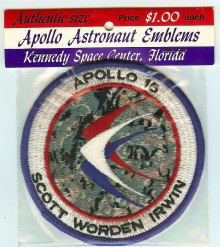 Authentic size Price $1.00 each
Apollo Astronaut Emblems
Kennedy Space Center, Florida
APOLLO 15
SCOTT WORDEN IRWIN